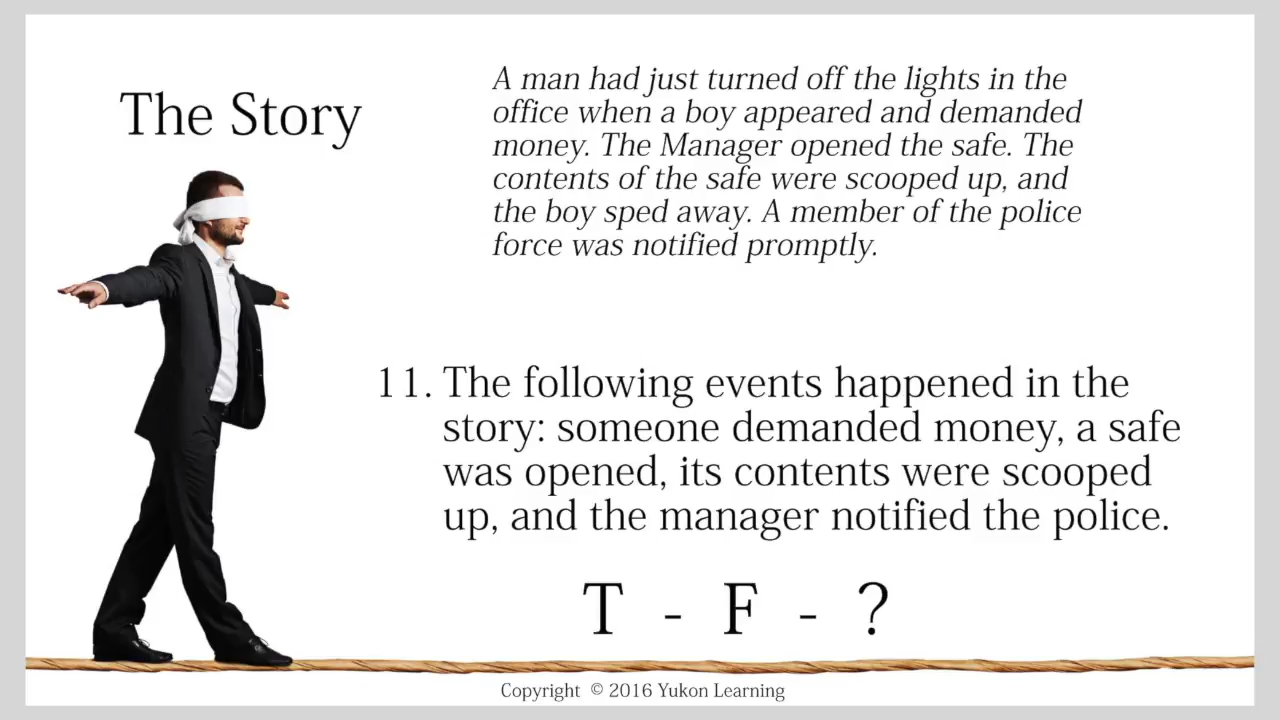 The Story
A man had just turned off the lights in the
office when a boy appeared and demanded
money. The Manager opened the safe. The
contents of the safe were scooped up, and
the boy sped away. A member of the police
force was notified promptly.
11. The following events happened in the
story: someone demanded money, a safe
was opened, its contents were scooped
up, and the manager notified the police.
T - F - ?
Copyright © 2016 Yukon Learning